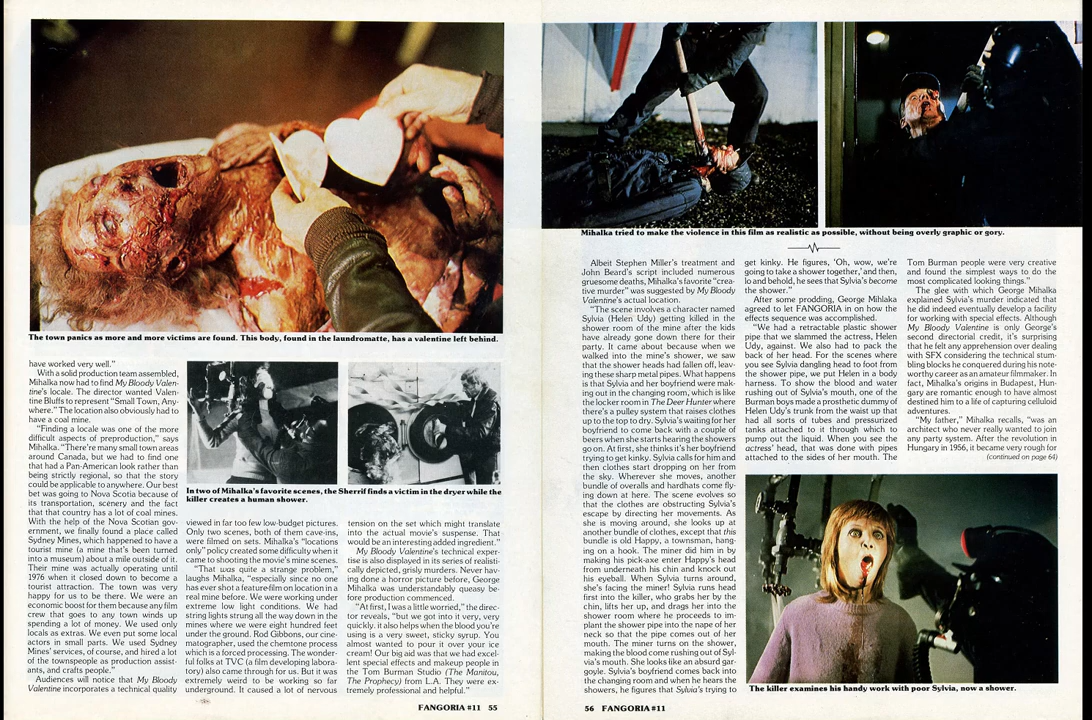 The town panics as more and more victims are found. This body, found in the laundromatte, has a valentine left behind.
have worked very well."
With a solid production team assembled,
Mihalka now had to find My Bloody Valen-
tine's locale. The director wanted Valen-
tine Bluffs to represent "Small Town, Any-
where." The location also obviously had to
have a coal mine.
"Finding a locale was one of the more
difficult aspects of preproduction," says
Mihalka. "There're many small town areas
around Canada, but we had to find one
that had a Pan-American look rather than
being strictly regional, so that the story
could be applicable to anywhere. Our best
bet was going to Nova Scotia because of
its transportation, scenery and the fact
that that country has a lot of coal mines.
With the help of the Nova Scotian gov-
ernment, we finally found a place called
Sydney Mines, which happened to have a
tourist mine (a mine that's been turned
into a museum) about a mile outside of it.
Their mine was actually operating until
1976 when it closed down to become a
tourist attraction. The town was very
happy for us to be there. We were an
economic boost for them because any film
crew that goes to any town winds up
spending a lot of money. We used only
locals as extras. We even put some local
actors in small parts. We used Sydney
Mines' services, of course, and hired a lot
of the townspeople as production assist-
ants, and crafts people."
Audiences will notice that My Bloody
Valentine incorporates a technical quality
In two of Mihalka's favorite scenes, the Sherrif finds a victim in the dryer while the
killer creates a human shower.
viewed in far too few low-budget pictures.
Only two scenes, both of them cave-ins,
were filmed on sets. Mihalka's "locations
only" policy created some difficulty when it
came to shooting the movie's mine scenes.
"That was quite a strange problem,"
laughs Mihalka, "especially since no one
has ever shot a feature film on location in a
real mine before. We were working under
extreme low light conditions. We had
string lights strung all the way down in the
mines where we were eight hundred feet
under the ground. Rod Gibbons, our cine-
matographer, used the chemtone process
which is a forced processing. The wonder-
ful folks at TVC (a film developing labora-
tory) also came through for us. But it was
extremely weird to be working so far
underground. It caused a lot of nervous
tension on the set which might translate
into the actual movie's suspense. That
would be an interesting added ingredient."
My Bloody Valentine's technical exper-
tise is also displayed in its series of realisti-
cally depicted, grisly murders. Never hav-
ing done a horror picture before, George
Mihalka was understandably queasy be-
fore production commenced.
"At first, I was a little worried," the direc-
tor reveals, "but we got into it very, very
quickly. it also helps when the blood you're
using is a very sweet, sticky syrup. You
almost wanted to pour it over your ice
cream! Our big aid was that we had excel-
lent special effects and makeup people in
the Tom Burman Studio (The Manitou,
The Prophecy) from L.A. They were ex-
tremely professional and helpful."
FANGORIA #11 55
Mihalka tried to make the violence in this film as realistic as possible, without being overly graphic or gory.
Albeit Stephen Miller's treatment and
John Beard's script included numerous
gruesome deaths, Mihalka's favorite "crea-
tive murder" was suggested by My Bloody
Valentine's actual location.
"The scene involves a character named
Sylvia (Helen Udy) getting killed in the
shower room of the mine after the kids
have already gone down there for their
party. It came about because when we
walked into the mine's shower, we saw
that the shower heads had fallen off, leav-
ing these sharp metal pipes. What happens
is that Sylvia and her boyfriend were mak-
ing out in the changing room, which is like
the locker room in The Deer Hunter where
there's a pulley system that raises clothes
up to the top to dry. Sylvia's waiting for her
boyfriend to come back with a couple of
beers when she starts hearing the showers
go on. At first, she thinks it's her boyfriend
trying to get kinky. Sylvia calls for him and
then clothes start dropping on her from
the sky. Wherever she moves, another
bundle of overalls and hardhats come fly-
ing down at here. The scene evolves so
that the clothes are obstructing Sylvia's
escape by directing her movements. As
she is moving around, she looks up at
another bundle of clothes, except that this
bundle is old Happy, a townsman, hang-
ing on a hook. The miner did him in by
making his pick-axe enter Happy's head
from underneath his chin and knock out
his eyeball. When Sylvia turns around,
she's facing the miner! Sylvia runs head
first into the killer, who grabs her by the
chin, lifts her up, and drags her into the
shower room where he proceeds to im-
plant the shower pipe into the nape of her
neck so that the pipe comes out of her
mouth. The miner turns on the shower,
making the blood come rushing out of Syl-
via's mouth. She looks like an absurd gar-
goyle. Sylvia's boyfriend comes back into
the changing room and when he hears the
showers, he figures that Sylvia's trying to
get kinky. He figures, 'Oh, wow, we're
going to take a shower together,' and then,
lo and behold, he sees that Sylvia's become
the shower."
After some prodding, George Mihlaka
agreed to let FANGORIA in on how the
effects sequence was accomplished.
"We had a retractable plastic shower
pipe that we slammed the actress, Helen
Udy, against. We also had to pack the
back of her head. For the scenes where
you see Sylvia dangling head to foot from
the shower pipe, we put Helen in a body
harness. To show the blood and water
rushing out of Sylvia's mouth, one of the
Burman boys made a prosthetic dummy of
Helen Udy's trunk from the waist up that
had all sorts of tubes and pressurized
tanks attached to it through which to
pump out the liquid. When you see the
actress' head, that was done with pipes
attached to the sides of her mouth. The
Tom Burman people were very creative
and found the simplest ways to do the
most complicated looking things."
The glee with which George Mihalka
explained Sylvia's murder indicated that
he did indeed eventually develop a facility
for working with special effects. Although
My Bloody Valentine is only George's
second directorial credit, it's surprising
that he felt any apprehension over dealing
with SFX considering the technical stum-
bling blocks he conquered during his note-
worthy career as an amateur filmmaker. In
fact, Mihalka's origins in Budapest, Hun-
gary are romantic enough to have almost
destined him to a life of capturing celluloid
adventures.
"My father," Mihalka recalls, "was an
architect who never really wanted to join
any party system. After the revolution in
Hungary in 1956, it became very rough for
(continued on page 64)
The killer examines his handy work with poor Sylvia, now a shower.
56 FANGORIA #11